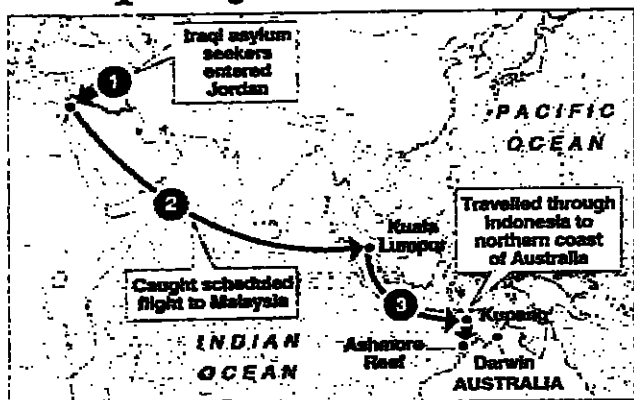 Iraqi asylum
seekers
entered
Jordan
1
PACIFIC
OCEAN
2
Travelled through
Indonesia to
northern coast
of Australia
Kuala
Lumpur
Caught scheduled
flight to Malaysia
3
Kupang
INDIAN
OCEAN
Ashmore
Reef
Darwin
AUSTRALIA